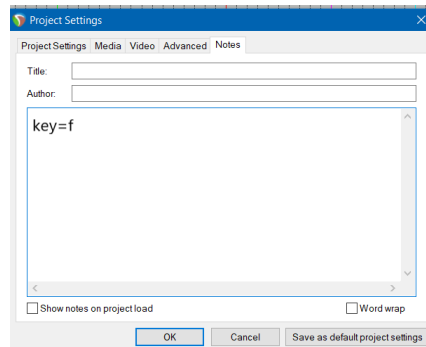 Project Settings
Project Settings Media Video Advanced Notes
Title:
Author:
key=f
Show notes on project load Word wrap
OK Cancel Save as default project settings